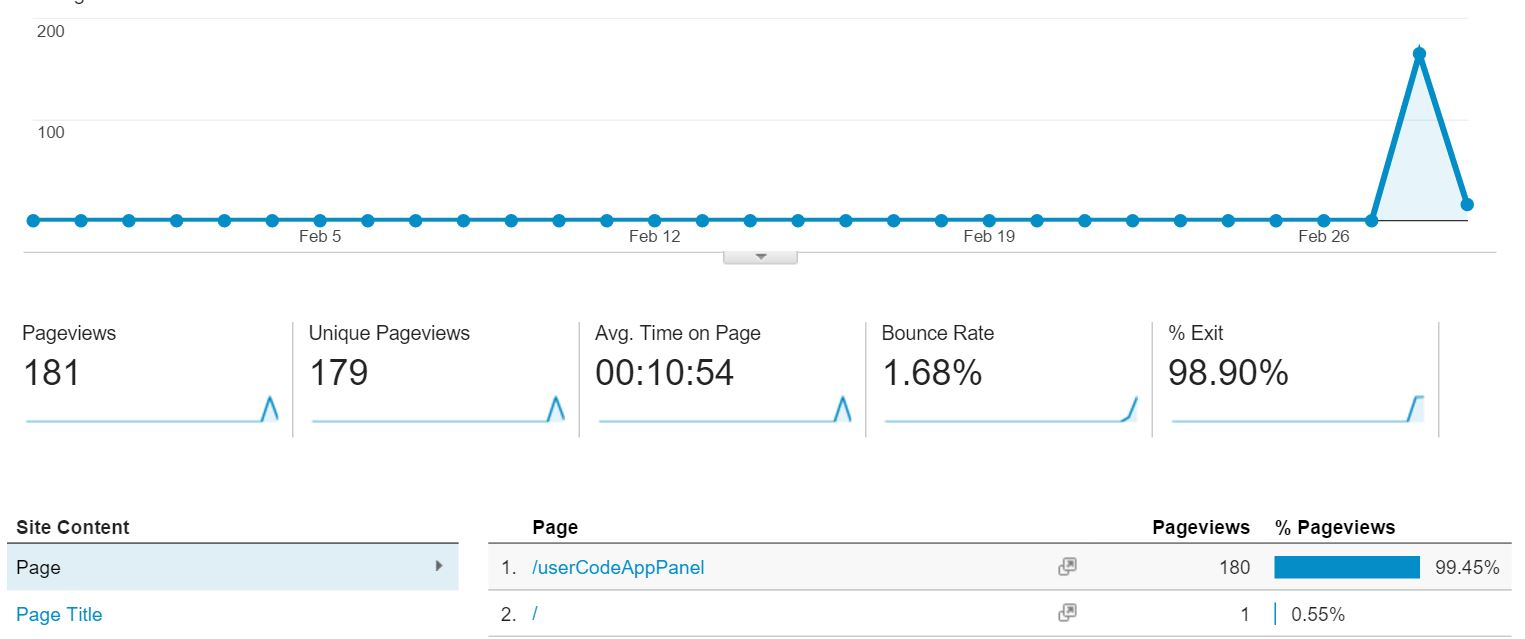 200
100
Feb 5 Feb 12 Feb 19 Feb 26
Pageviews Unique Pageviews Avg. Time on Page Bounce Rate % Exit
181 179 00:10:54 1.68% 98.90%
Site Content Page Pageviews % Pageviews
Page 1. /userCodeAppPanel 180 99.45%
Page Title 2. / 1 0.55%